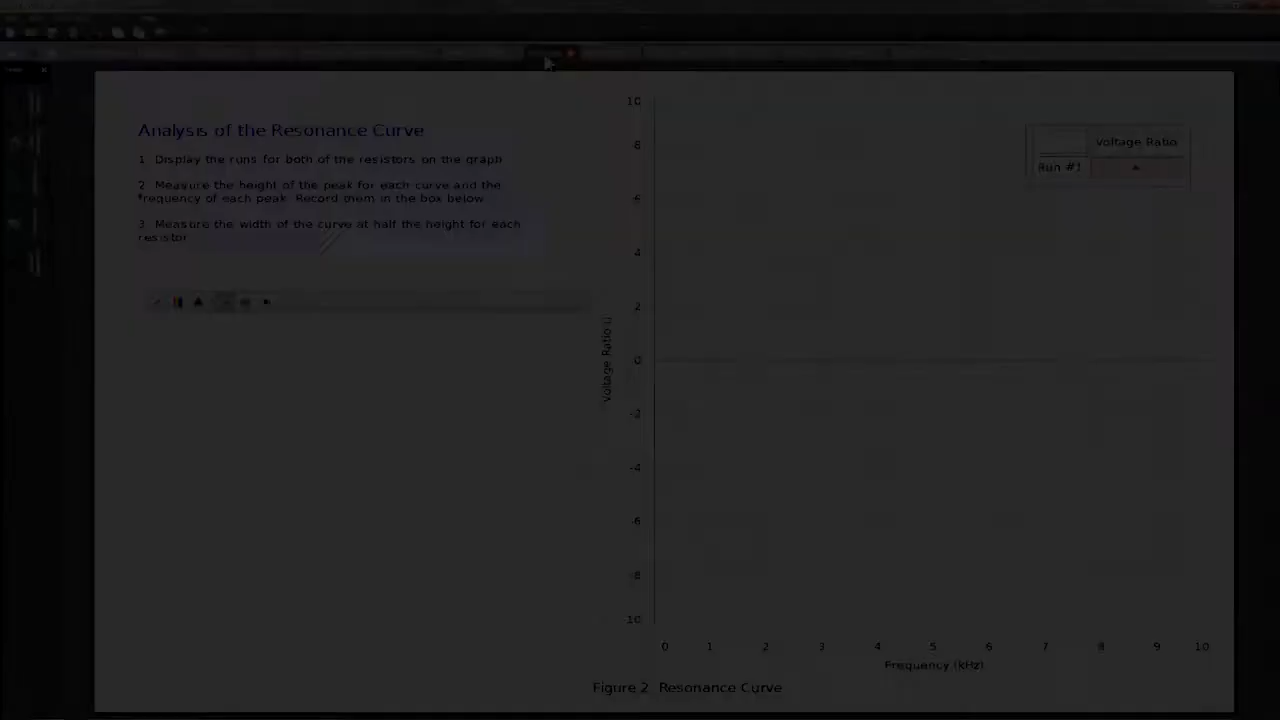 Analysis of the Resonance Curve
1. Display the runs for both of the resistors on the graph
2. Measure the height of the peak for each curve and the
frequency of each peak. Record them in the box below
3. Measure the width of the curve at half the height for each
resistor
Voltage Ratio
Run #1
10
8
6
4
2
0
-2
-4
-6
-8
-10
Voltage Ratio ()
0 1 2 3 4 5 6 7 8 9 10
Frequency (kHz)
Figure 2. Resonance Curve